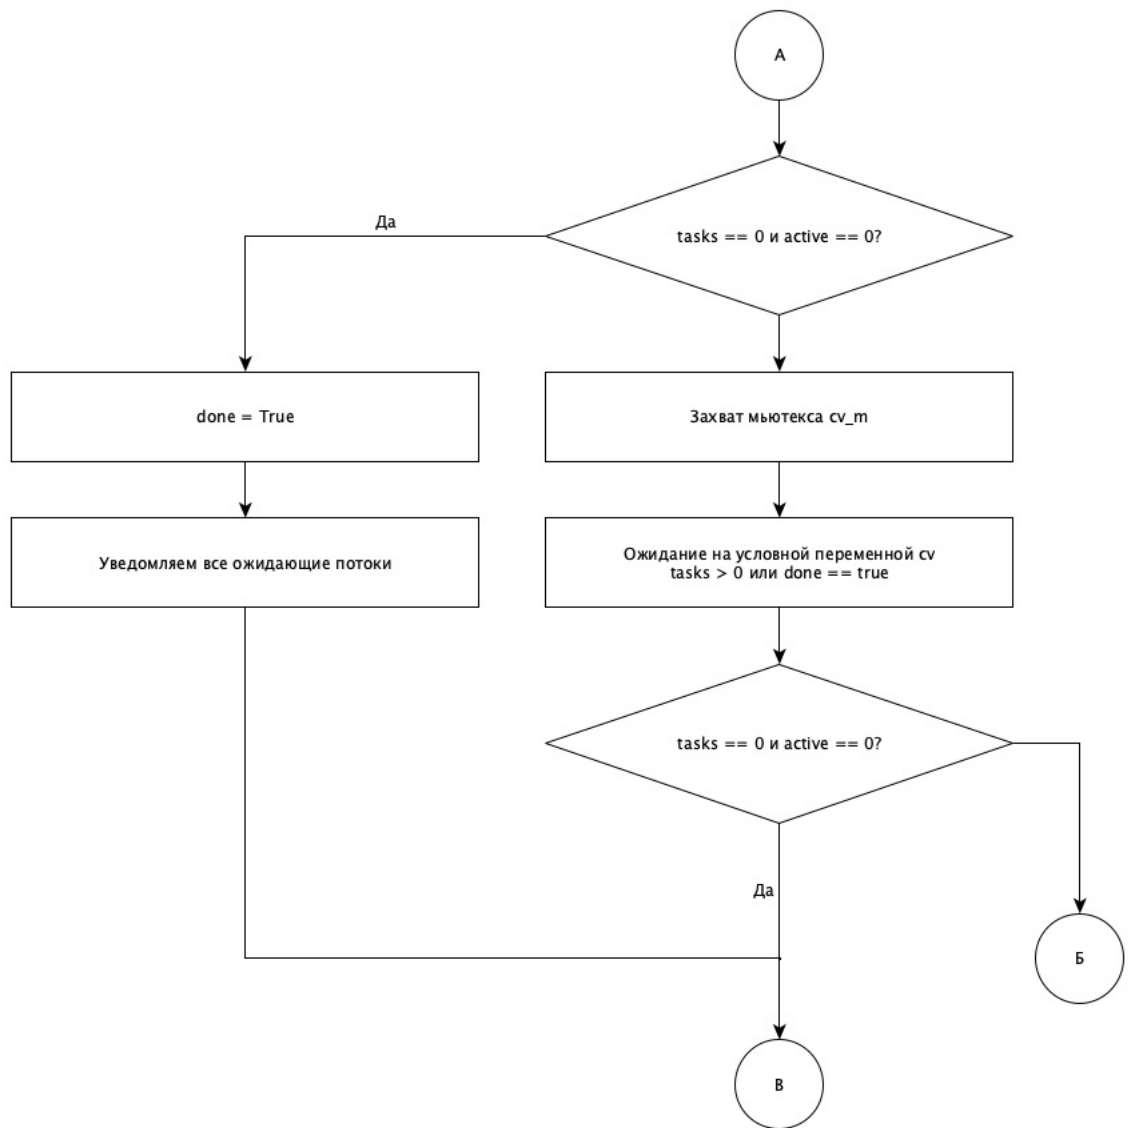 А
tasks == 0 и active == 0?
Да
done = True
Захват мьютекса cv_m
Уведомляем все ожидающие потоки
Ожидание на условной переменной cv
tasks > 0 или done == true
tasks == 0 и active == 0?
Да
Б
В